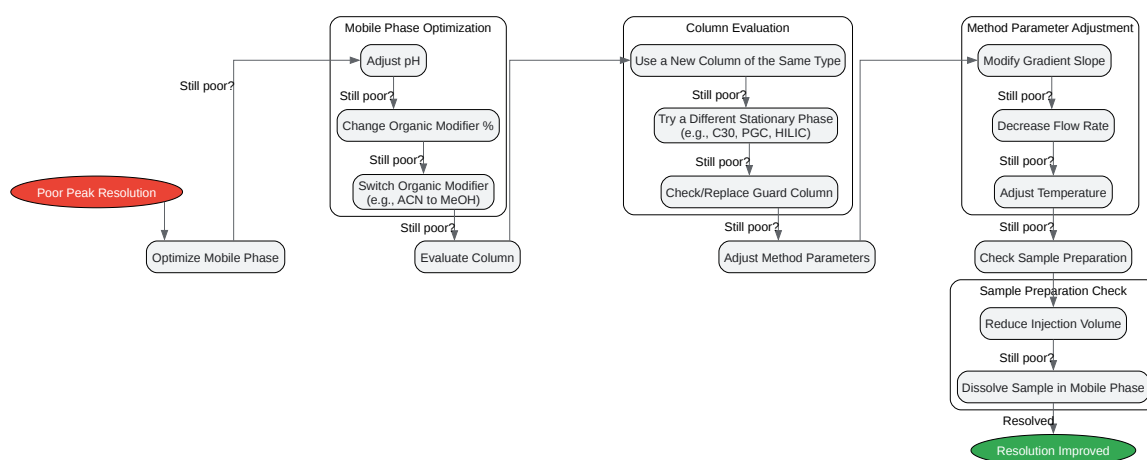 Poor Peak Resolution
Optimize Mobile Phase
Still poor?
Mobile Phase Optimization
Adjust pH
Still poor?
Change Organic Modifier %
Still poor?
Switch Organic Modifier
(e.g., ACN to MeOH)
Still poor?
Evaluate Column
Column Evaluation
Use a New Column of the Same Type
Still poor?
Try a Different Stationary Phase
(e.g., C30, PGC, HILIC)
Still poor?
Check/Replace Guard Column
Still poor?
Adjust Method Parameters
Method Parameter Adjustment
Modify Gradient Slope
Still poor?
Decrease Flow Rate
Still poor?
Adjust Temperature
Still poor?
Check Sample Preparation
Sample Preparation Check
Reduce Injection Volume
Still poor?
Dissolve Sample in Mobile Phase
Resolved
Resolution Improved